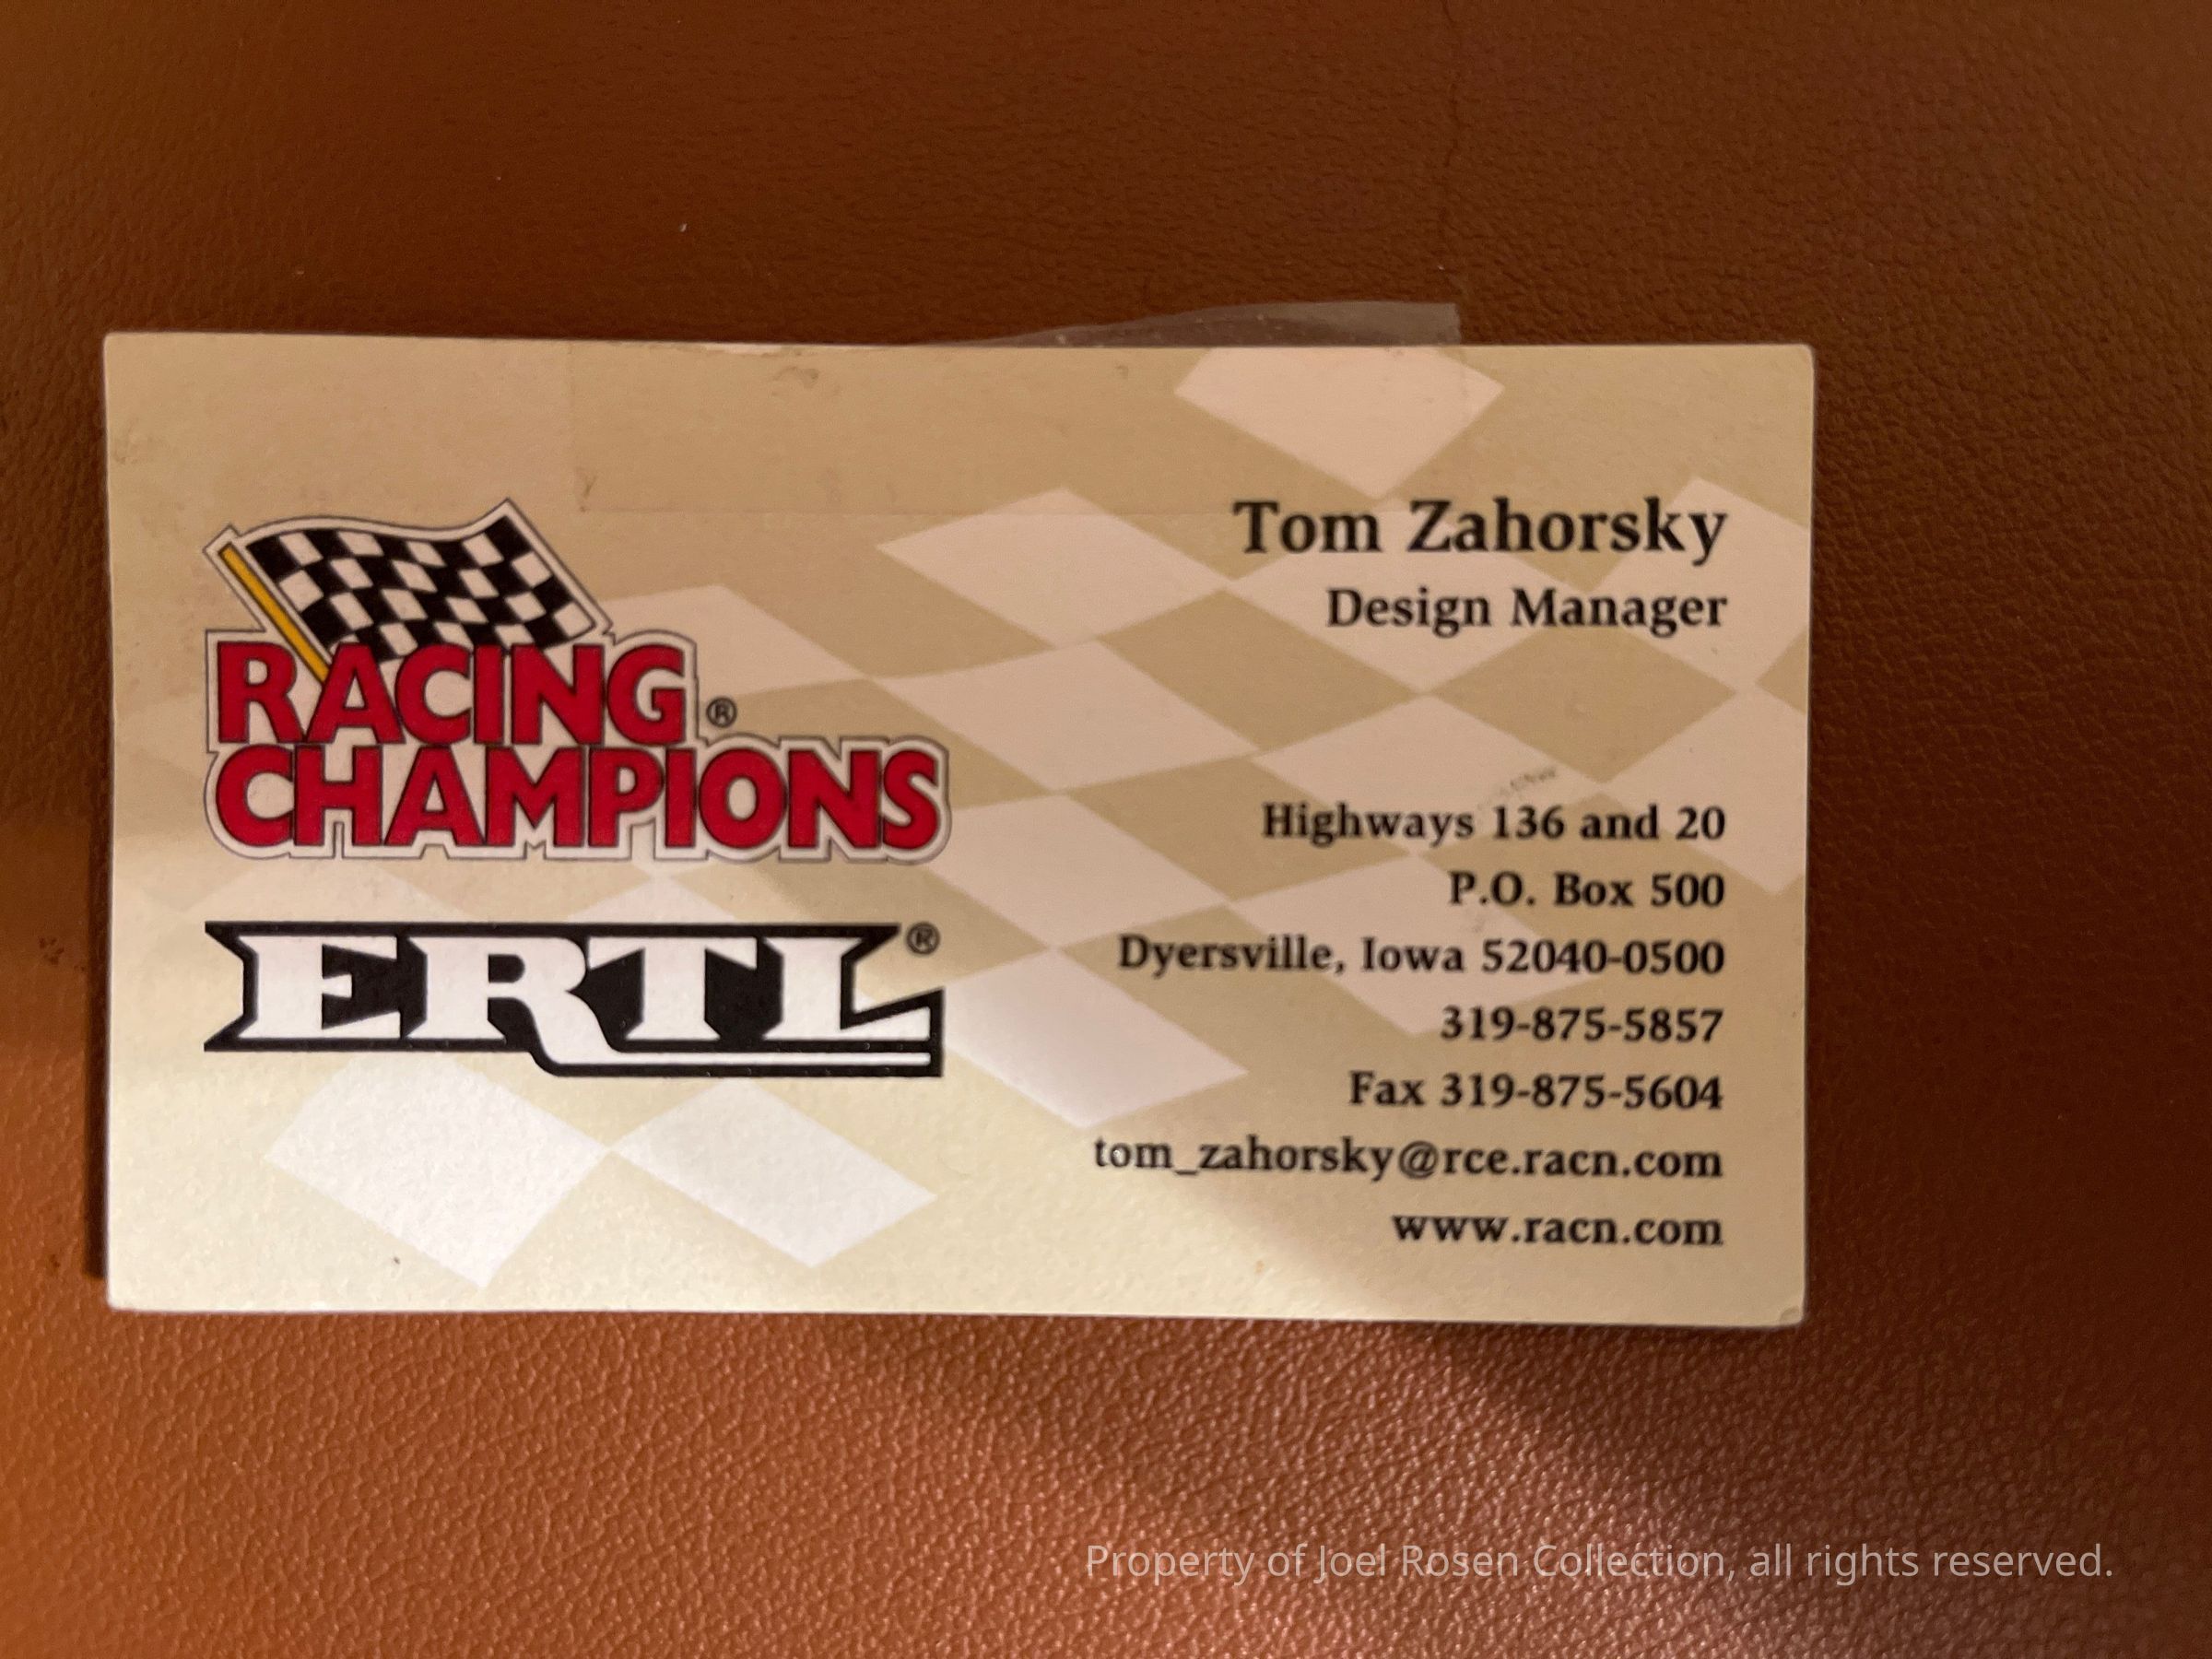 RACING ®
CHAMPIONS
ERTL ®
Tom Zahorsky
Design Manager
Highways 136 and 20
P.O. Box 500
Dyersville, Iowa 52040-0500
319-875-5857
Fax 319-875-5604
tom_zahorsky@rce.racn.com
www.racn.com
Property of Joel Rosen Collection, all rights reserved.